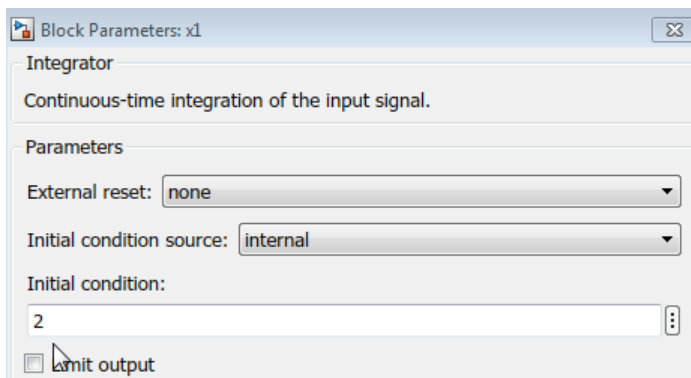 Block Parameters: x1
Integrator
Continuous-time integration of the input signal.
Parameters
External reset: none
Initial condition source: internal
Initial condition:
2
Limit output